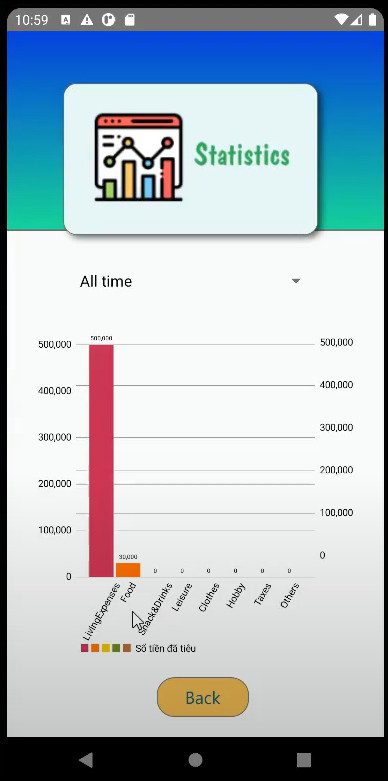 10:59
Statistics
All time
500,000
500,000
500,000
400,000
400,000
300,000
300,000
200,000
200,000
100,000
100,000
30,000
0
0
0
0
0
0
0
0
LivingExpenses
Food
Snack&Drinks
Leisure
Clothes
Hobby
Taxes
Others
Số tiền đã tiêu
Back